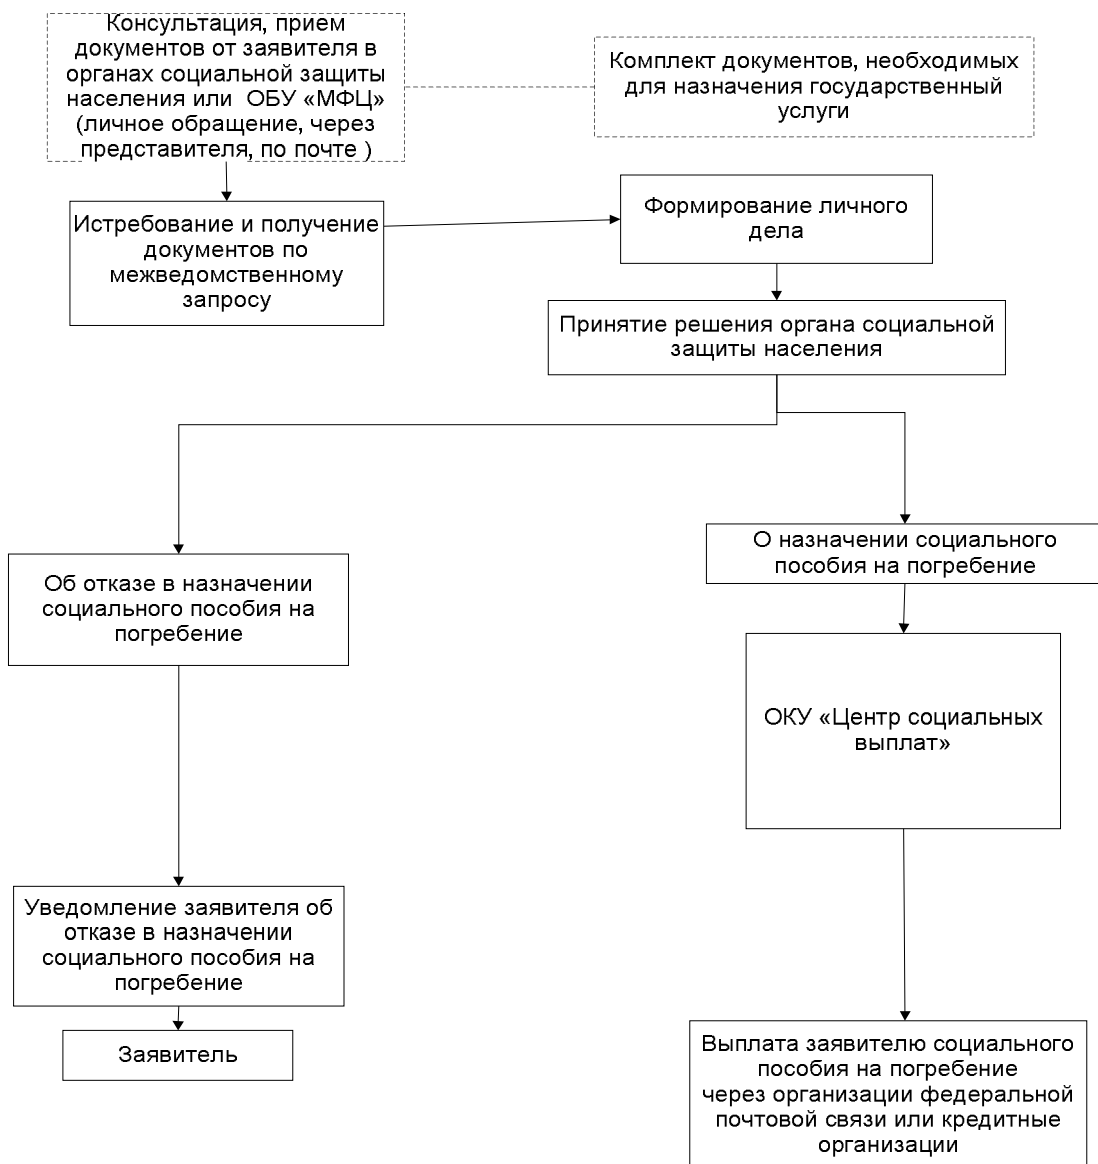 Консультация, прием
документов от заявителя в
органах социальной защиты
населения или ОБУ «МФЦ»
(личное обращение, через
представителя, по почте )
Комплект документов, необходимых
для назначения государственный
услуги
Истребование и получение
документов по
межведомственному
запросу
Формирование личного
дела
Принятие решения органа социальной
защиты населения
Об отказе в назначении
социального пособия на
погребение
О назначении социального
пособия на погребение
ОКУ «Центр социальных
выплат»
Уведомление заявителя об
отказе в назначении
социального пособия на
погребение
Заявитель
Выплата заявителю социального
пособия на погребение
через организации федеральной
почтовой связи или кредитные
организации